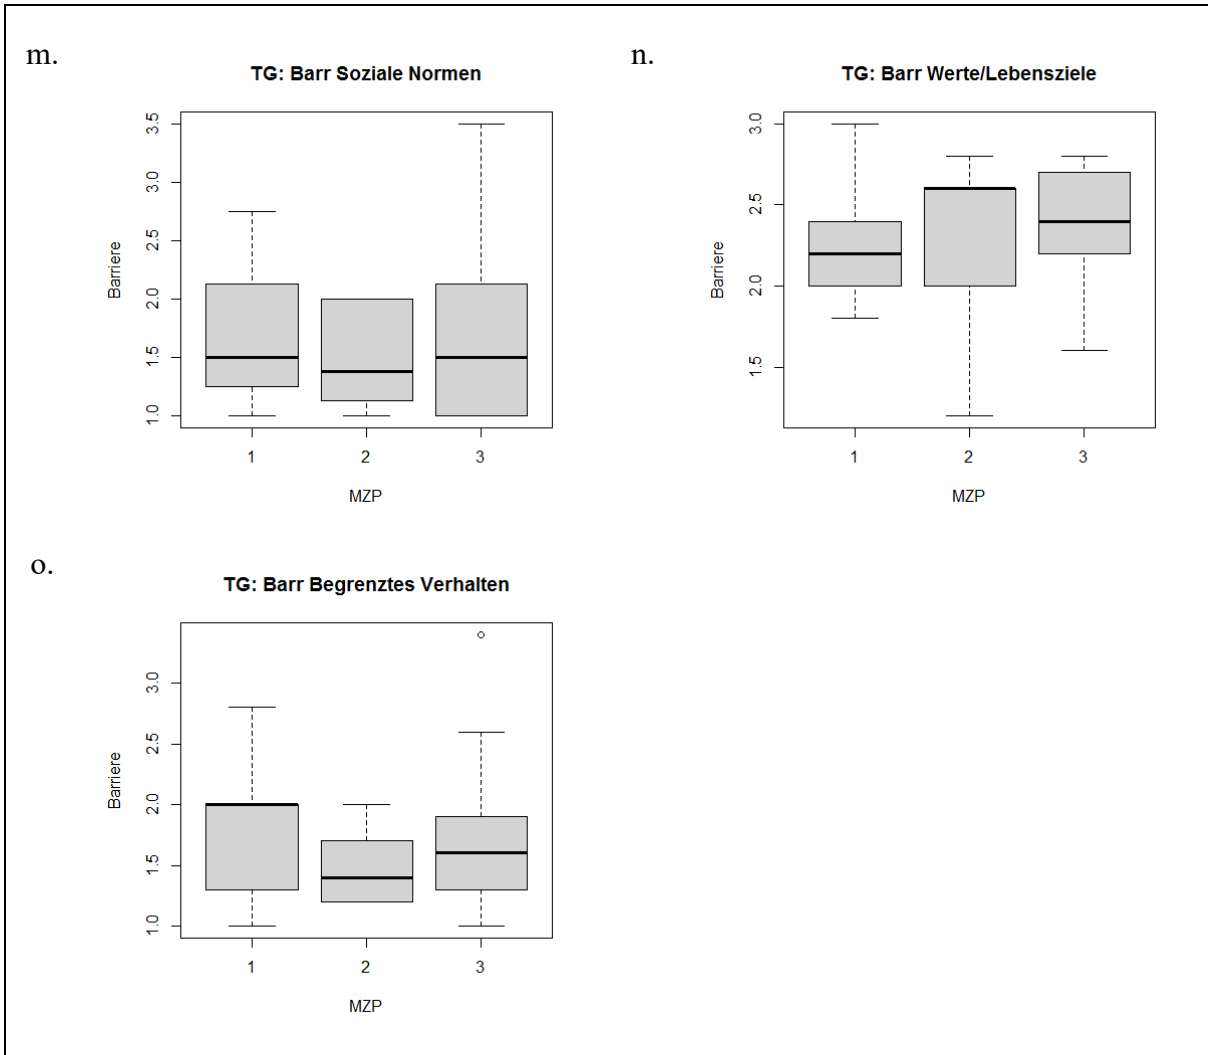 m.
TG: Barr Soziale Normen
3.5
3.0
2.5
2.0
1.5
1.0
Barriere
1 2 3
MZP
n.
TG: Barr Werte/Lebensziele
3.0
2.5
2.0
1.5
Barriere
1 2 3
MZP
o.
TG: Barr Begrenztes Verhalten
3.0
2.5
2.0
1.5
1.0
Barriere
1 2 3
MZP